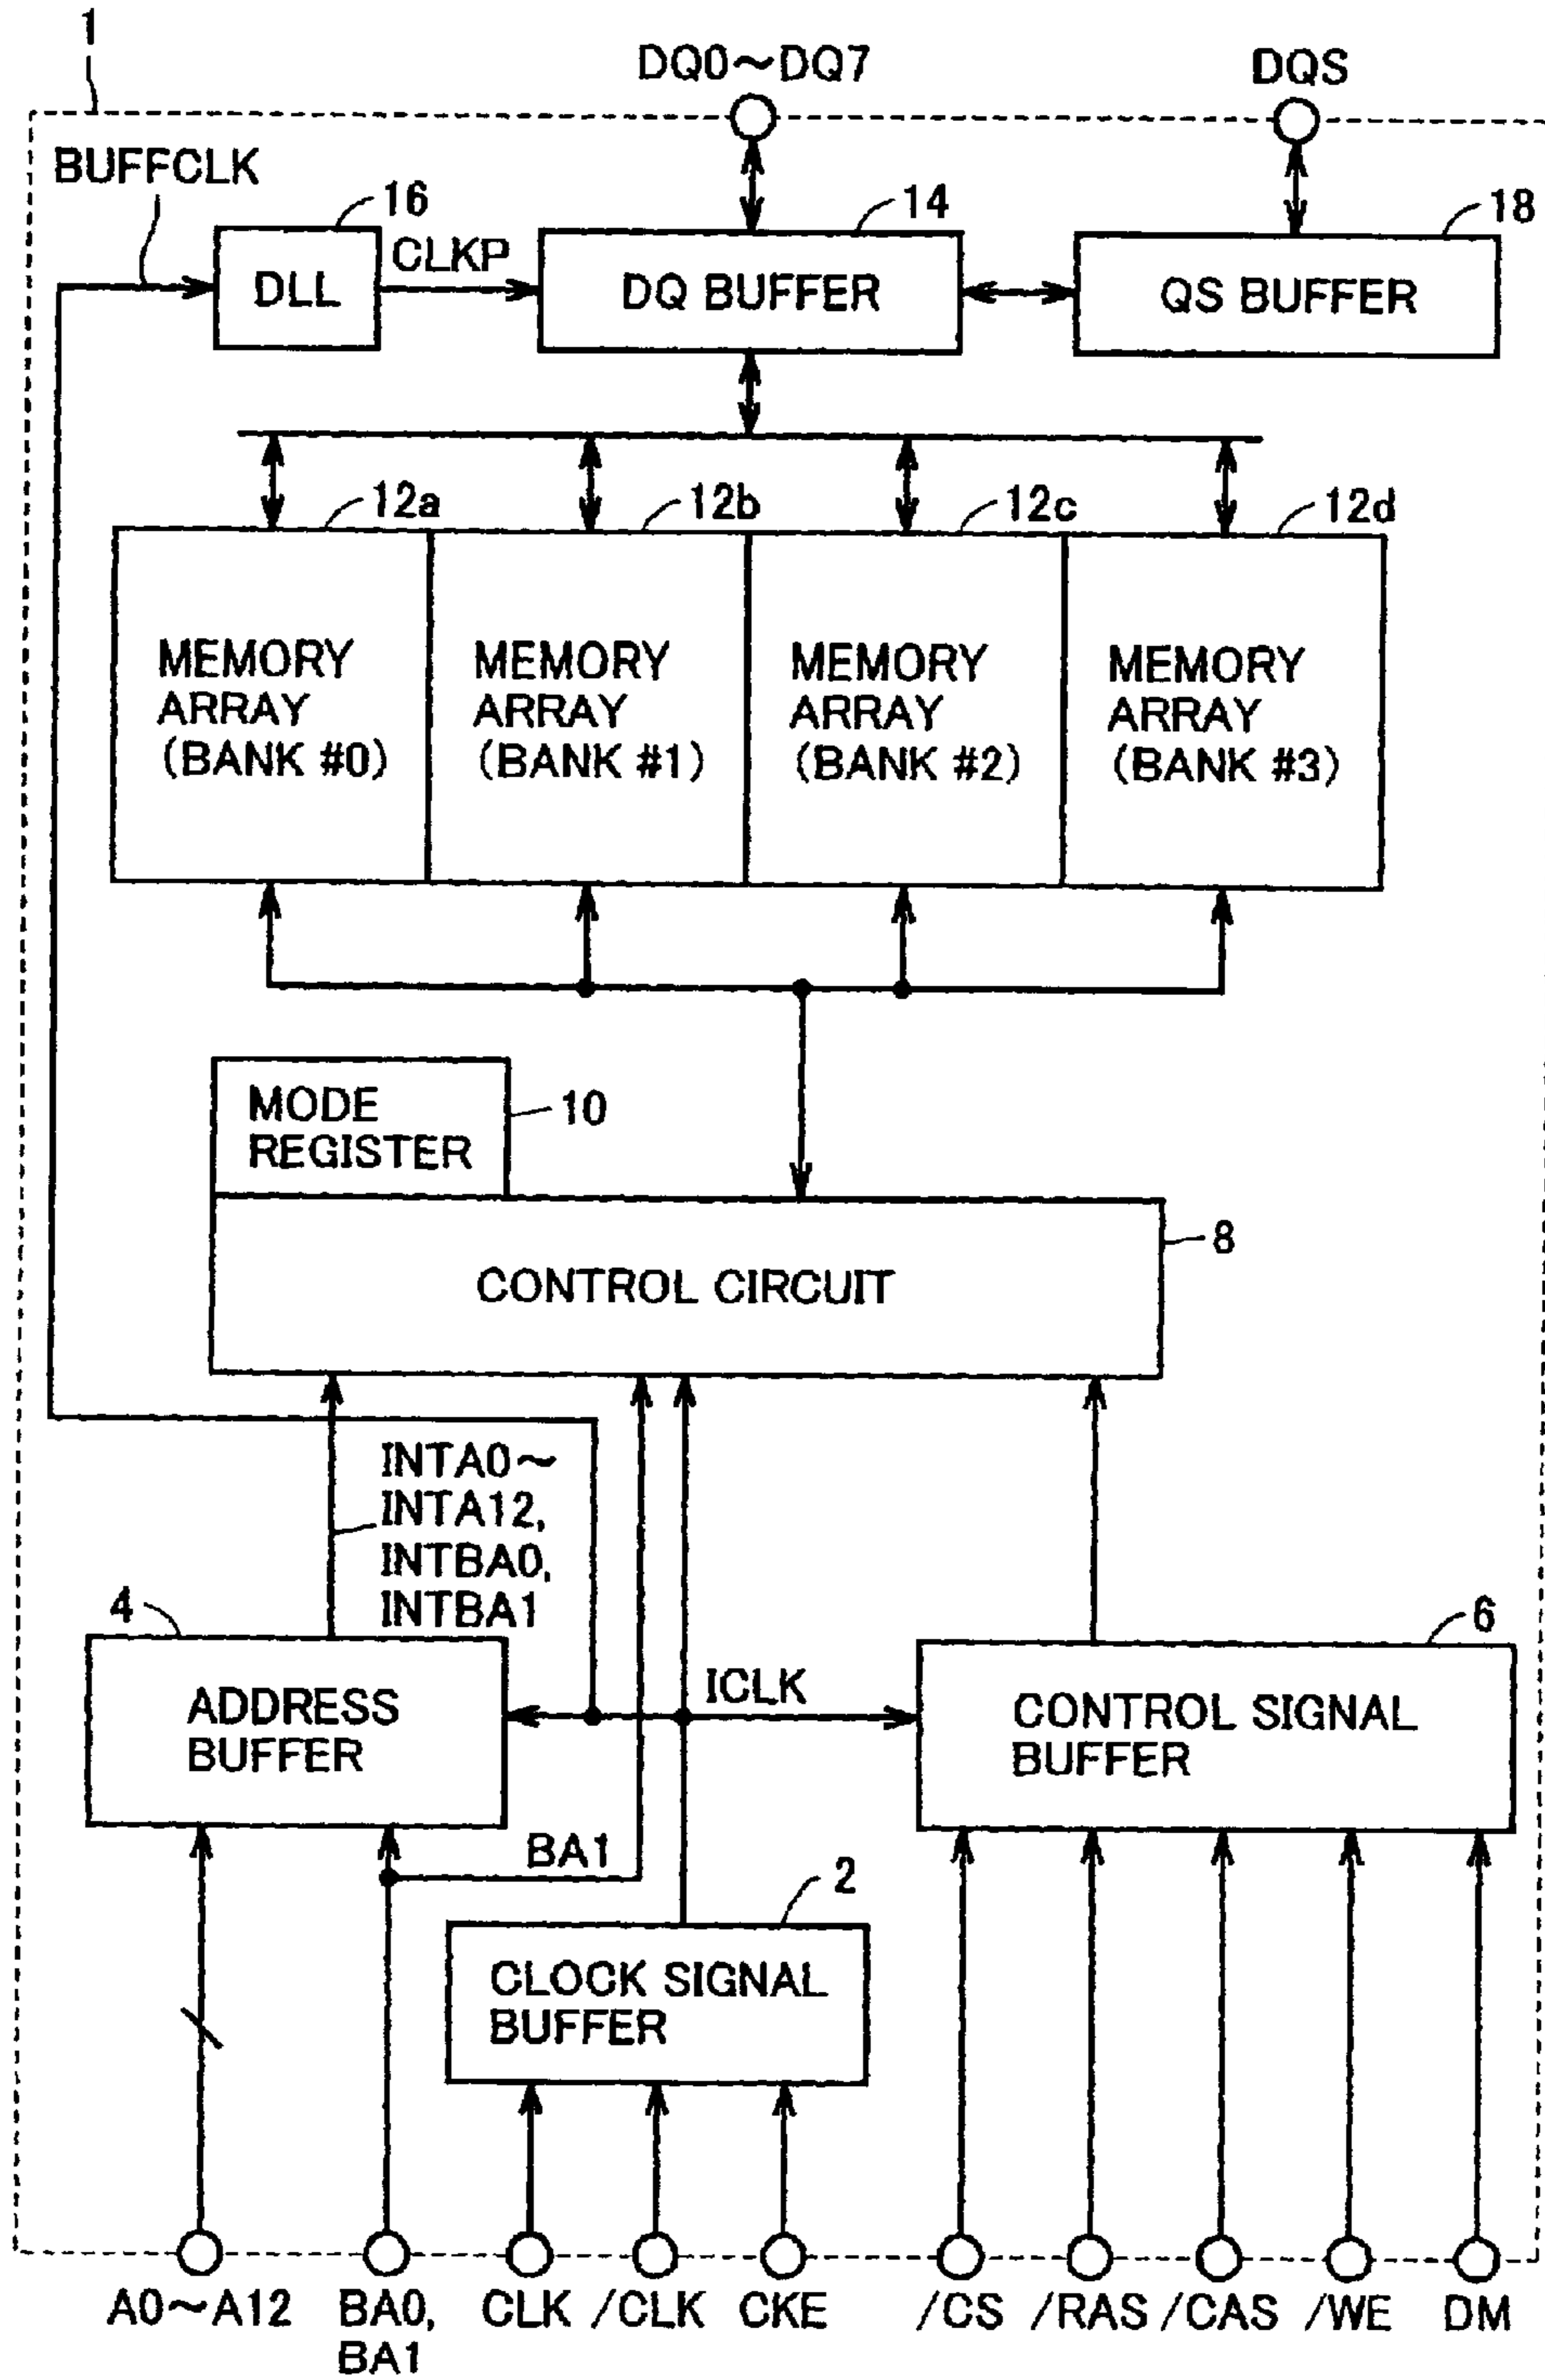 1
DQ0～DQ7
DQS
BUFFCLK
16
CLKP
14
18
DLL
DQ BUFFER
QS BUFFER
12a
12b
12c
12d
MEMORY
ARRAY
(BANK #0)
MEMORY
ARRAY
(BANK #1)
MEMORY
ARRAY
(BANK #2)
MEMORY
ARRAY
(BANK #3)
MODE
REGISTER
10
8
CONTROL CIRCUIT
INTA0～
INTA12,
INTBA0,
INTBA1
4
6
ADDRESS
BUFFER
ICLK
CONTROL SIGNAL
BUFFER
BA1
2
CLOCK SIGNAL
BUFFER
A0～A12
BA0,
BA1
CLK
/CLK
CKE
/CS
/RAS
/CAS
/WE
DM